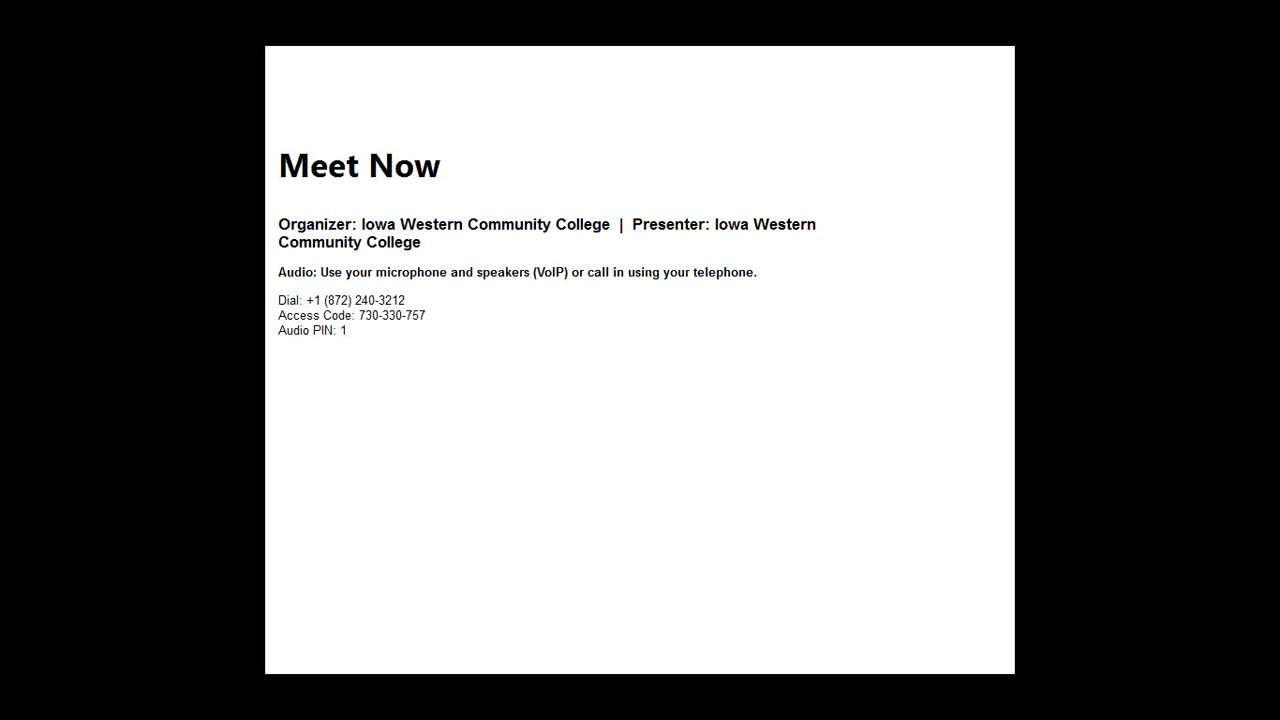 Meet Now
Organizer: Iowa Western Community College | Presenter: Iowa Western
Community College
Audio: Use your microphone and speakers (VoIP) or call in using your telephone.
Dial: +1 (872) 240-3212
Access Code: 730-330-757
Audio PIN: 1